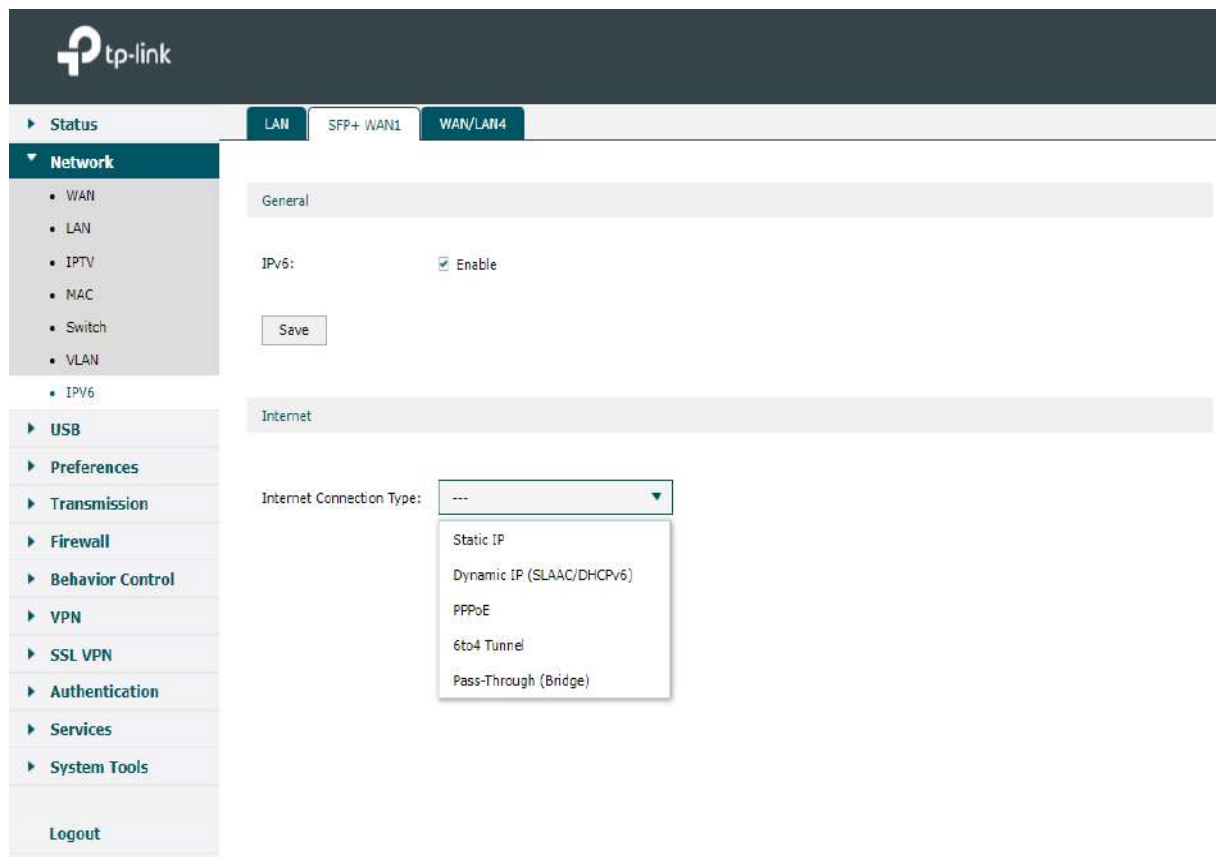 tp-link
Status
Network
WAN
LAN
IPTV
MAC
Switch
VLAN
IPV6
USB
Preferences
Transmission
Firewall
Behavior Control
VPN
SSL VPN
Authentication
Services
System Tools
Logout
LAN SFP+ WAN1 WAN/LAN4
General
IPv6: Enable
Save
Internet
Internet Connection Type: ---
Static IP
Dynamic IP (SLAAC/DHCPv6)
PPPoE
6to4 Tunnel
Pass-Through (Bridge)